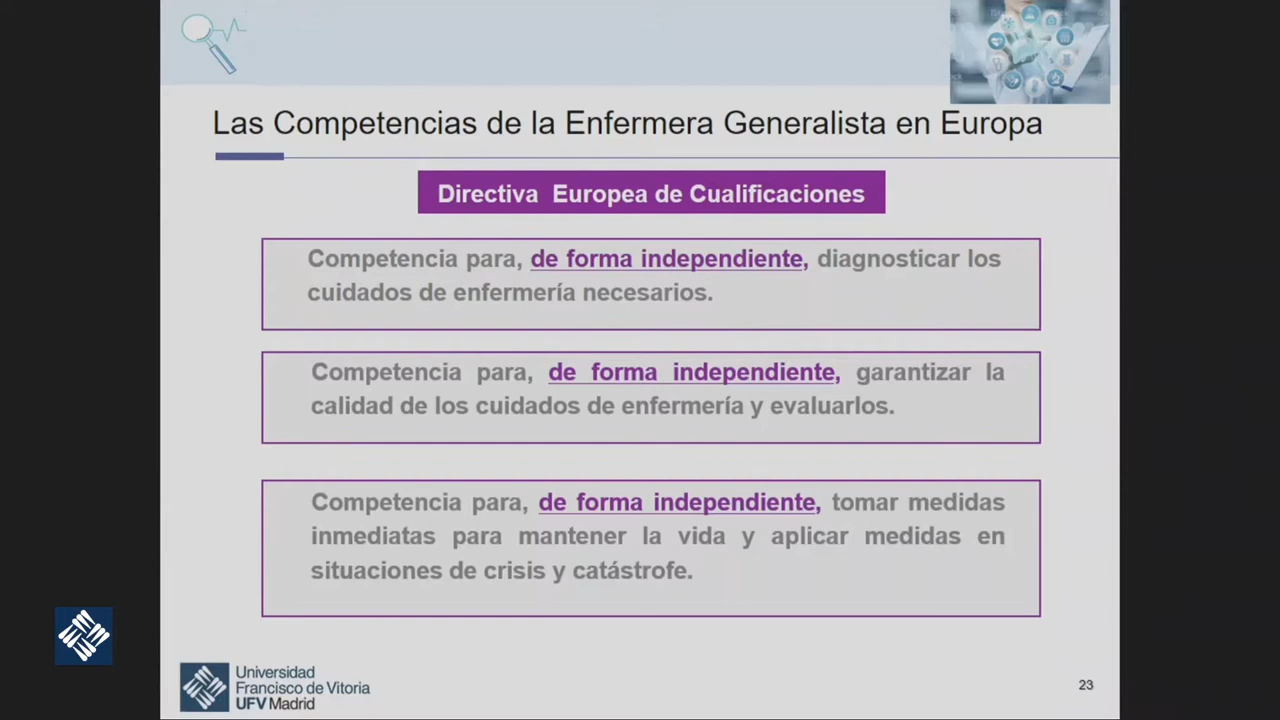 Las Competencias de la Enfermera Generalista en Europa
Directiva Europea de Cualificaciones
Competencia para, de forma independiente, diagnosticar los
cuidados de enfermería necesarios.
Competencia para, de forma independiente, garantizar la
calidad de los cuidados de enfermería y evaluarlos.
Competencia para, de forma independiente, tomar medidas
inmediatas para mantener la vida y aplicar medidas en
situaciones de crisis y catástrofe.
Universidad
Francisco de Vitoria
UFV Madrid
23